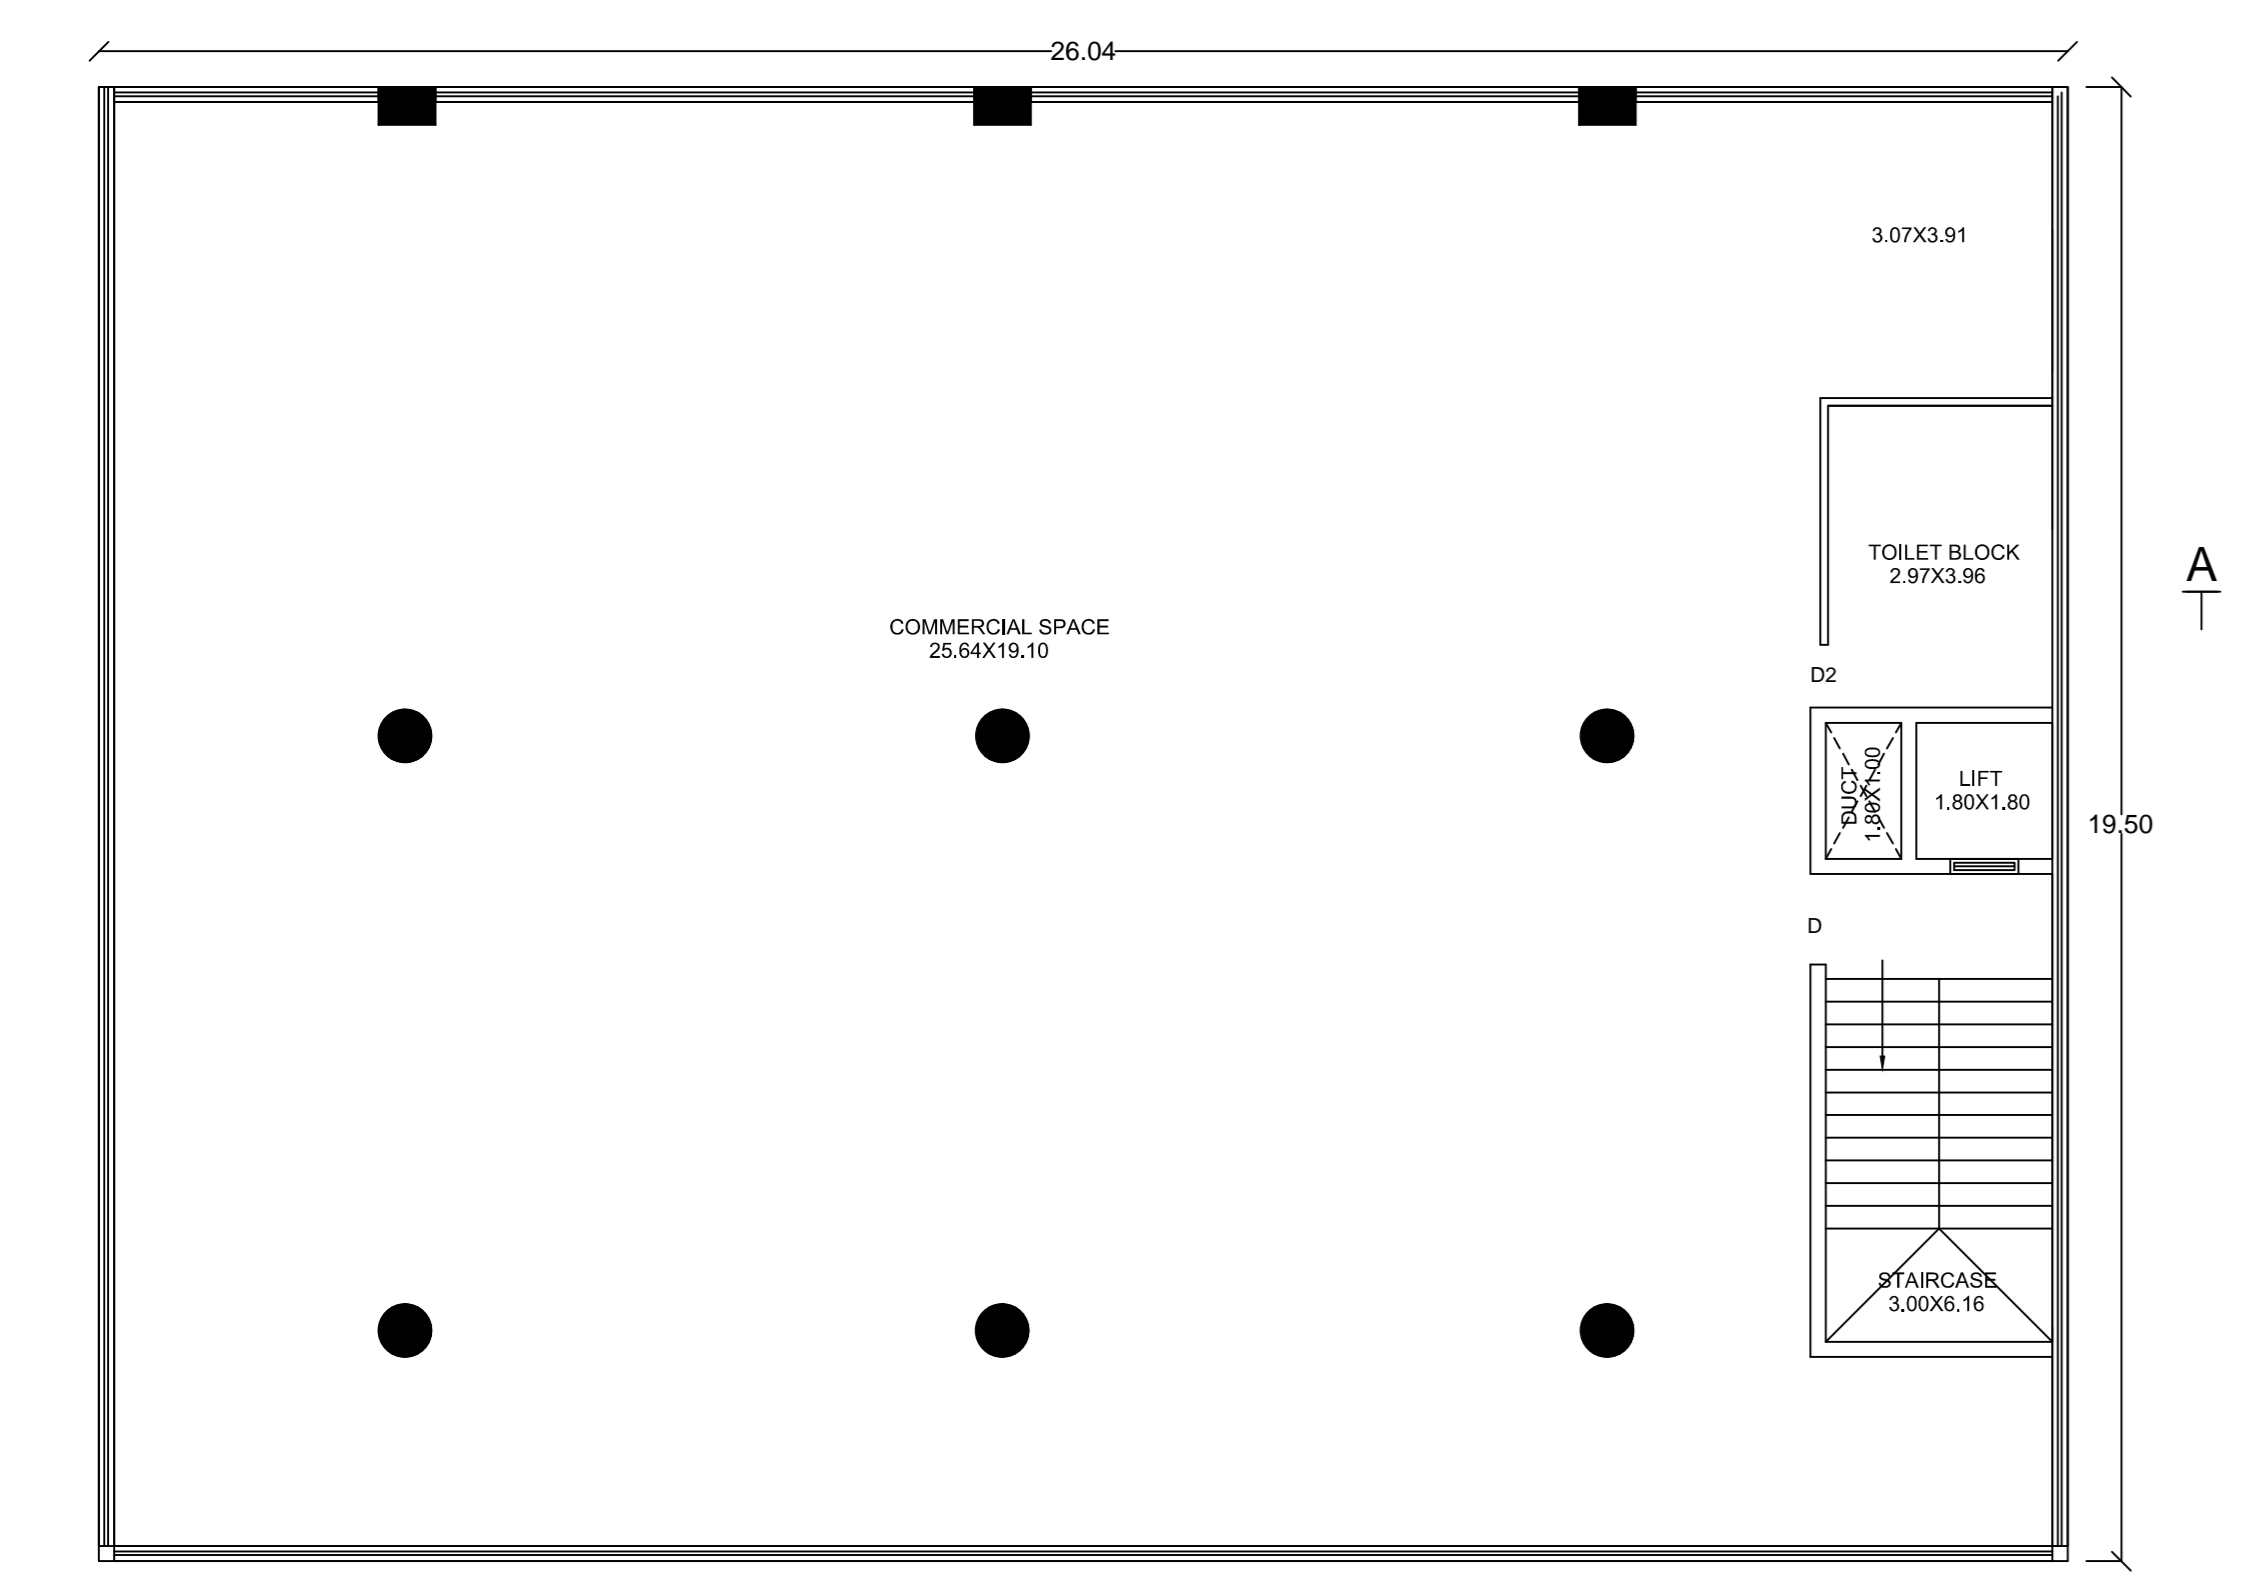 26.04
3.07X3.91
TOILET BLOCK
2.97X3.96
A
COMMERCIAL SPACE
25.64X19.10
D2
DUCT
1.80X1.00
LIFT
1.80X1.80
19.50
D
STAIRCASE
3.00X6.16